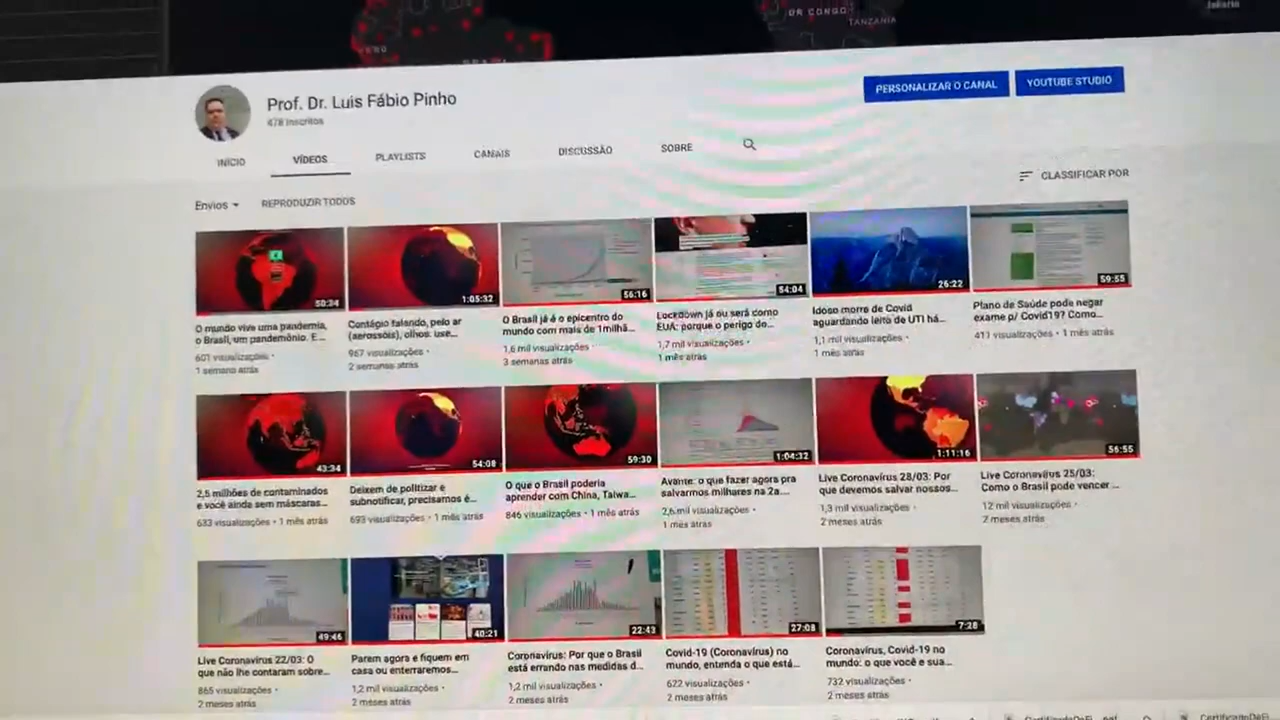 DR CONGO
TANZANIA
Prof. Dr. Luis Fábio Pinho
478 inscritos
PERSONALIZAR O CANAL
YOUTUBE STUDIO
INÍCIO
VÍDEOS
PLAYLISTS
CANAIS
DISCUSSÃO
SOBRE
Envios
REPRODUZIR TODOS
CLASSIFICAR POR
50:34
1:05:32
56:16
54:04
26:22
59:55
O mundo vive uma pandemia,
o Brasil, um pandemônio. E...
601 visualizações •
1 semana atrás
Contágio falando, pelo ar
(aerossóis), olhos: use...
967 visualizações •
2 semanas atrás
O Brasil já é o epicentro do
mundo com mais de 1milhã...
1,6 mil visualizações •
3 semanas atrás
Lockdown já ou será como
EUA: porque o perigo do...
1,7 mil visualizações •
1 mês atrás
Idoso morre de Covid
aguardando leito de UTI há...
1,1 mil visualizações •
1 mês atrás
Plano de Saúde pode negar
exame p/ Covid19? Como...
411 visualizações • 1 mês atrás
43:34
54:08
59:30
1:04:32
1:11:16
56:55
2,5 milhões de contaminados
e você ainda sem máscaras...
633 visualizações • 1 mês atrás
Deixem de politizar e
subnotificar, precisamos é...
693 visualizações • 1 mês atrás
O que o Brasil poderia
aprender com China, Taiwa...
846 visualizações • 1 mês atrás
Avante: o que fazer agora pra
salvarmos milhares na 2a....
2,6 mil visualizações •
1 mês atrás
Live Coronavírus 28/03: Por
que devemos salvar nossos...
1,3 mil visualizações •
2 meses atrás
Live Coronavírus 25/03:
Como o Brasil pode vencer ...
12 mil visualizações •
2 meses atrás
49:46
40:21
22:43
27:08
7:28
Live Coronavírus 22/03: O
que não lhe contaram sobre...
865 visualizações •
2 meses atrás
Parem agora e fiquem em
casa ou enterraremos...
1,2 mil visualizações •
2 meses atrás
Coronavírus: Por que o Brasil
está errando nas medidas d...
1,2 mil visualizações •
2 meses atrás
Covid-19 (Coronavírus) no
mundo, entenda o que está...
622 visualizações •
2 meses atrás
Coronavírus, Covid-19 no
mundo: o que você e sua...
732 visualizações •
2 meses atrás